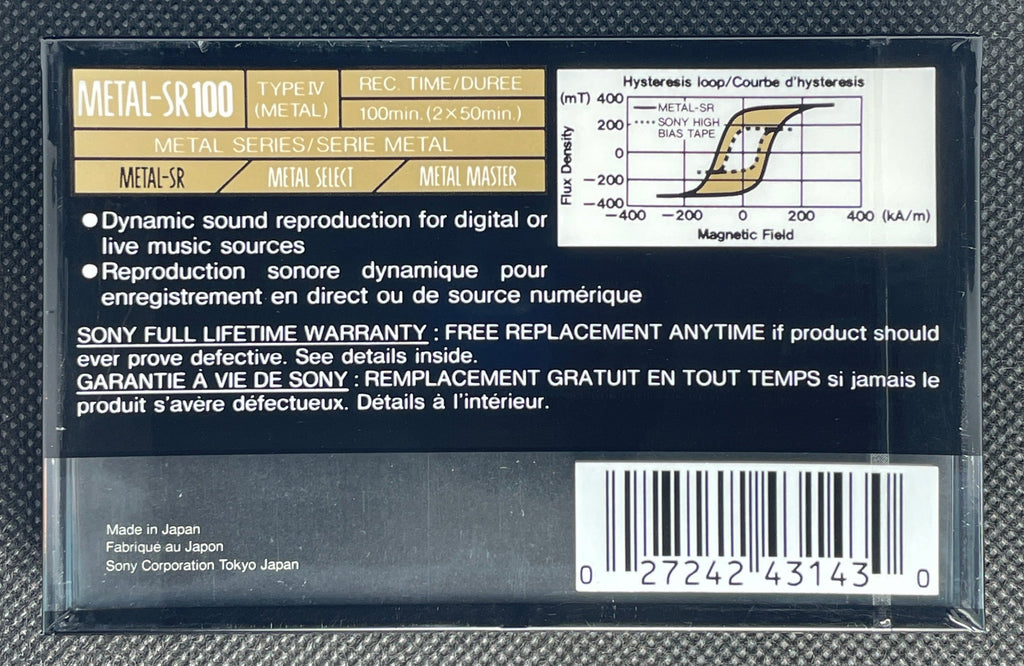 METAL-SR100
TYPE IV
(METAL)
REC. TIME/DUREE
100min. (2×50min.)
METAL SERIES/SERIE METAL
METAL-SR
METAL SELECT
METAL MASTER
Hysteresis loop/Courbe d'hysteresis
(mT)
400
200
0
−200
−400
Flux Density
METAL-SR
SONY HIGH
BIAS TAPE
−400 −200 0 200 400 (kA/m)
Magnetic Field
●Dynamic sound reproduction for digital or
live music sources
●Reproduction sonore dynamique pour
enregistrement en direct ou de source numérique
SONY FULL LIFETIME WARRANTY : FREE REPLACEMENT ANYTIME if product should
ever prove defective. See details inside.
GARANTIE À VIE DE SONY : REMPLACEMENT GRATUIT EN TOUT TEMPS si jamais le
produit s'avère défectueux. Détails à l'intérieur.
Made in Japan
Fabriqué au Japon
Sony Corporation Tokyo Japan
0 27242 43143 0